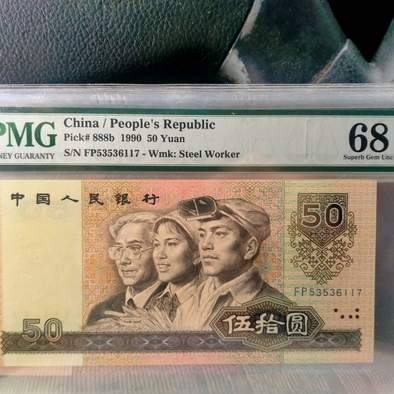 China / People's Republic
PMG Pick# 888b 1990 50 Yuan 68
NEY GUARANTY S/N FP53536117 - Wmk: Steel Worker Superb Gem Unc
中国人民银行
50
FP53536117
50 伍拾圆